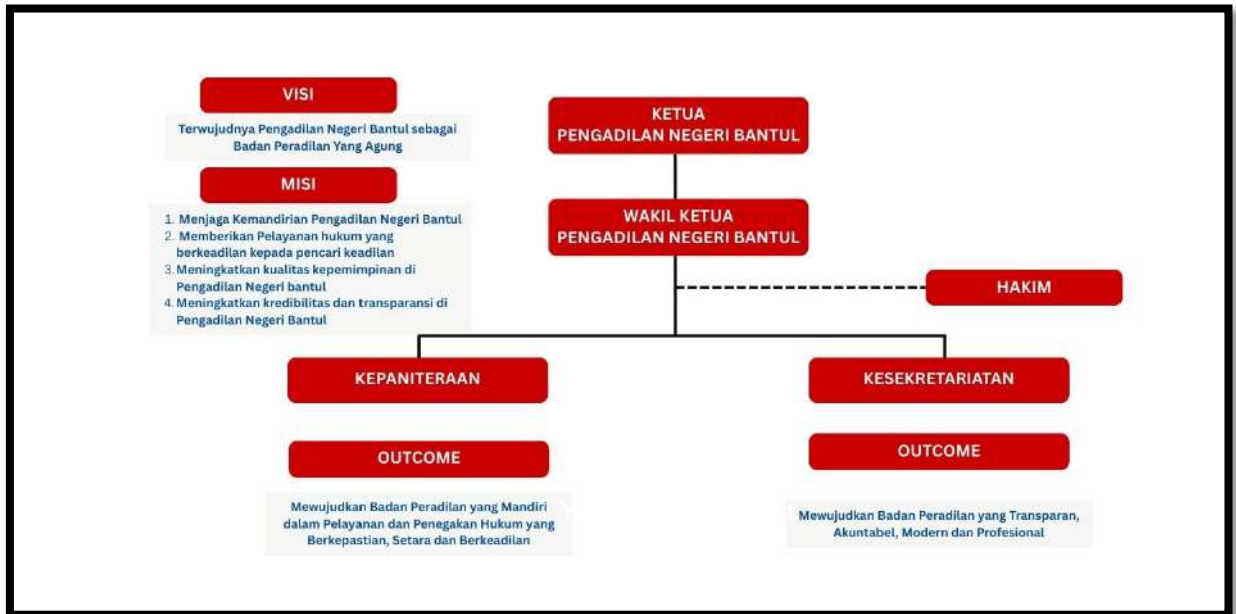 VISI
Terwujudnya Pengadilan Negeri Bantul sebagai
Badan Peradilan Yang Agung
MISI
1. Menjaga Kemandirian Pengadilan Negeri Bantul
2. Memberikan Pelayanan hukum yang
berkeadilan kepada pencari keadilan
3. Meningkatkan kualitas kepemimpinan di
Pengadilan Negeri bantul
4. Meningkatkan kredibilitas dan transparansi di
Pengadilan Negeri Bantul
KETUA
PENGADILAN NEGERI BANTUL
WAKIL KETUA
PENGADILAN NEGERI BANTUL
HAKIM
KEPANITERAAN
KESEKRETARIATAN
OUTCOME
Mewujudkan Badan Peradilan yang Mandiri
dalam Pelayanan dan Penegakan Hukum yang
Berkepastian, Setara dan Berkeadilan
OUTCOME
Mewujudkan Badan Peradilan yang Transparan,
Akuntabel, Modern dan Profesional